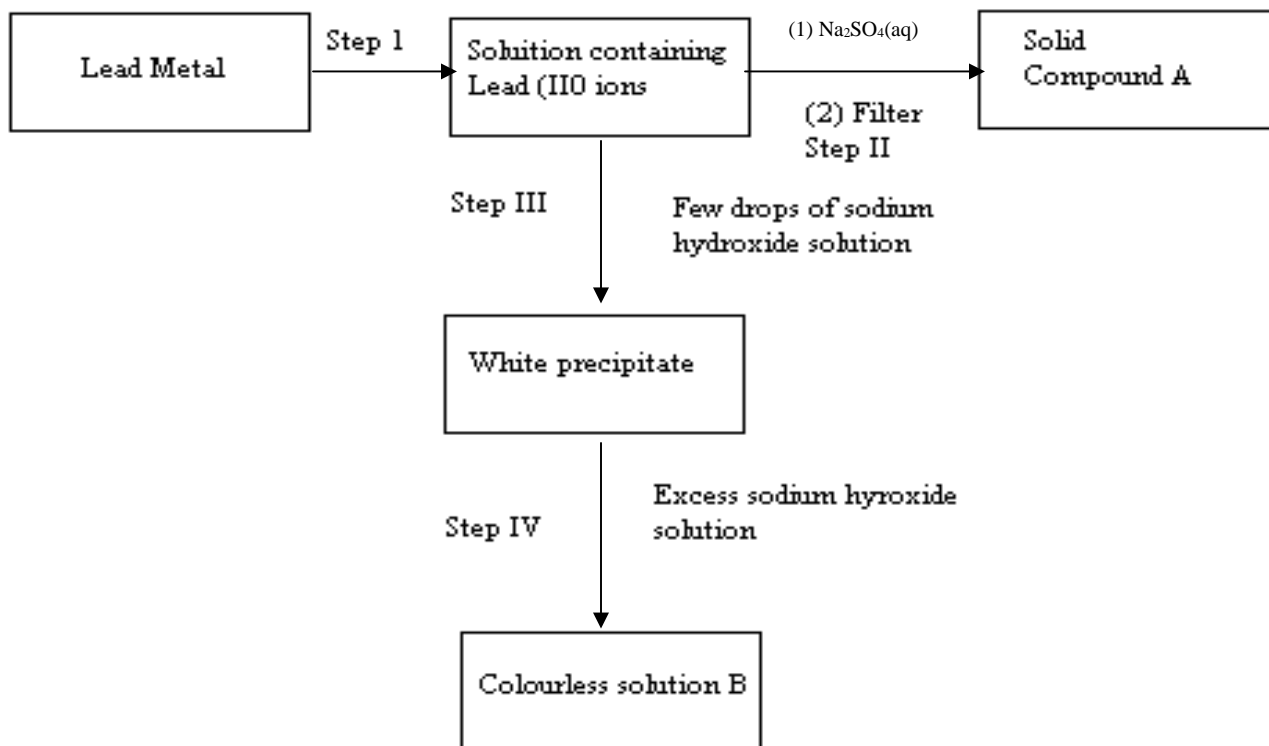 Lead Metal
Step 1
Soluition containing
Lead (II0 ions
(1) Na₂SO₄(aq)
(2) Filter
Step II
Solid
Compound A
Step III
Few drops of sodium
hydroxide solution
White precipitate
Step IV
Excess sodium hyroxide
solution
Colourless solution B